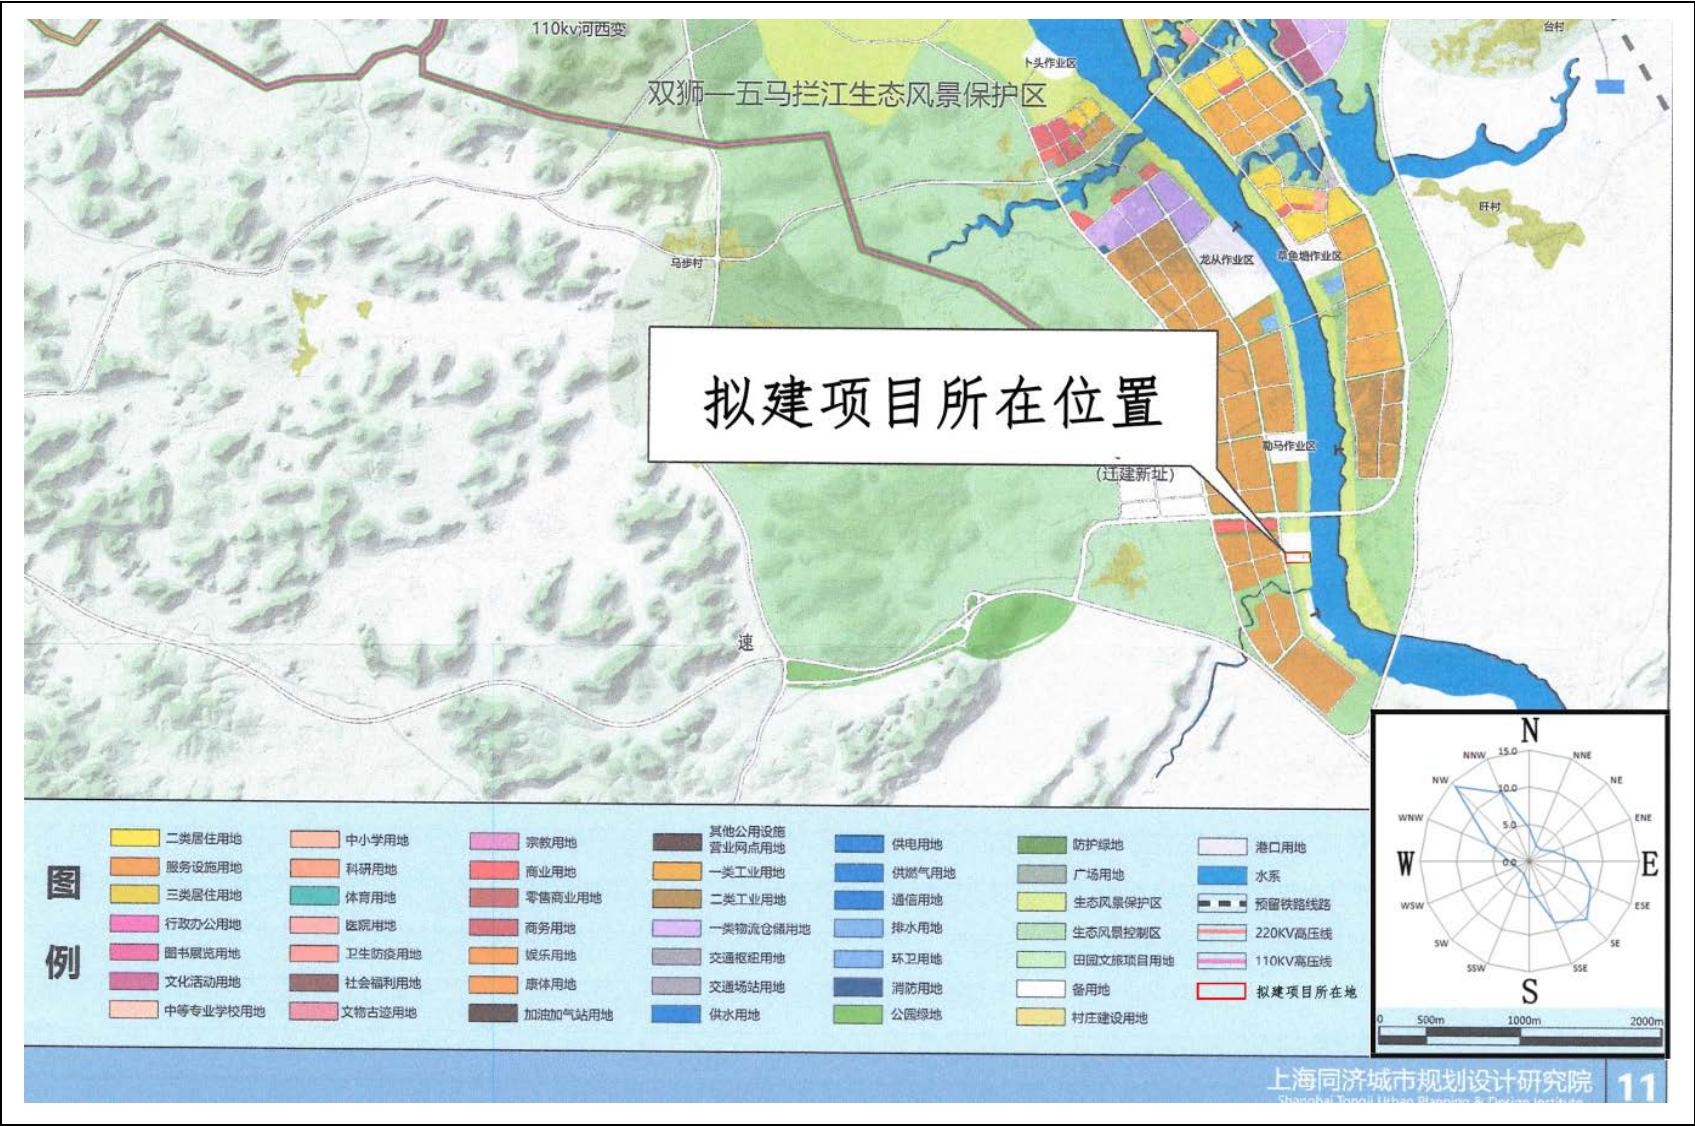 110kv河西变
台村
卜头作业区
双狮—五马拦江生态风景保护区
旺村
马步村
龙从作业区
草鱼塘作业区
拟建项目所在位置
勒马作业区
(迁建新址)
速
图例
二类居住用地
服务设施用地
三类居住用地
行政办公用地
图书展览用地
文化活动用地
中等专业学校用地
中小学用地
科研用地
体育用地
医院用地
卫生防疫用地
社会福利用地
文物古迹用地
宗教用地
商业用地
零售商业用地
商务用地
娱乐用地
康体用地
加油加气站用地
其他公用设施
营业网点用地
一类工业用地
二类工业用地
一类物流仓储用地
交通枢纽用地
交通场站用地
供水用地
供电用地
供燃气用地
通信用地
排水用地
环卫用地
消防用地
公园绿地
防护绿地
广场用地
生态风景保护区
生态风景控制区
田园文旅项目用地
备用地
村庄建设用地
港口用地
水系
预留铁路线路
220KV高压线
110KV高压线
拟建项目所在地
N
NNW 15.0 NNE
NW NE
10.0
WNW 5.0 ENE
W 0.0 E
WSW ESE
SW SE
SSW SSE
S
0 500m 1000m 2000m
上海同济城市规划设计研究院 11
Shanghai Tongji Urban Planning & Design Institute